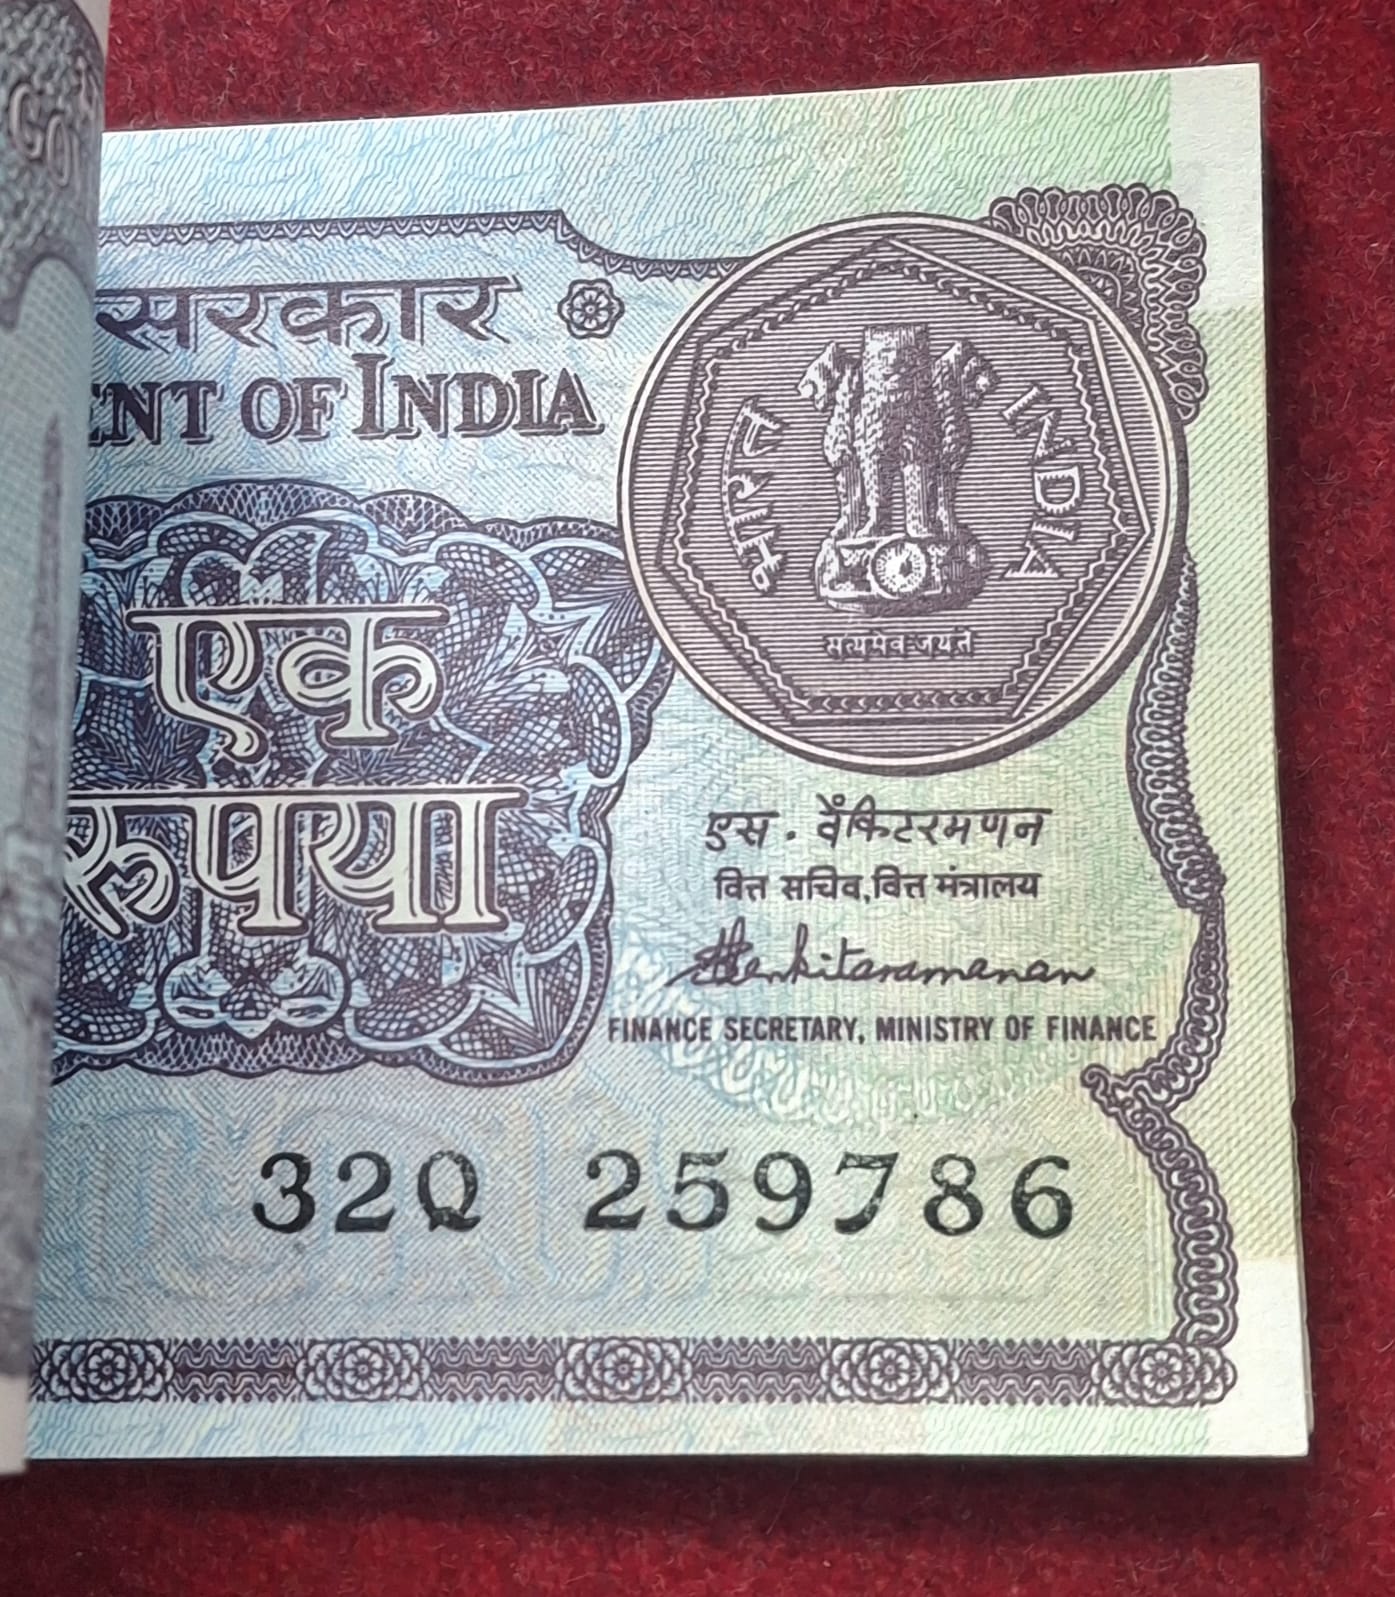 सरकार
ENT OF INDIA
भारत INDIA
सत्यमेव जयते
एक
रुपया
एस. वेंकिटरमणन
वित्त सचिव, वित्त मंत्रालय
Venkitaramanan
FINANCE SECRETARY, MINISTRY OF FINANCE
32Q 259786